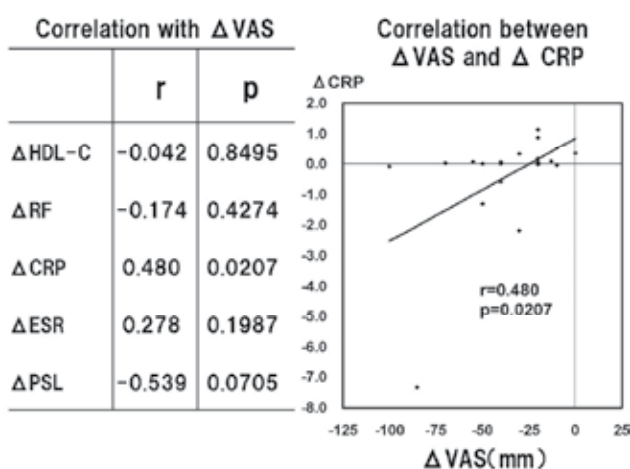 Correlation with ΔVAS
r p
ΔHDL-C -0.042 0.8495
ΔRF -0.174 0.4274
ΔCRP 0.480 0.0207
ΔESR 0.278 0.1987
ΔPSL -0.539 0.0705
Correlation between
ΔVAS and Δ CRP
ΔCRP
2.0
1.0
0.0
-1.0
-2.0
-3.0
-4.0
-5.0
-6.0
-7.0
-8.0
r=0.480
p=0.0207
-125 -100 -75 -50 -25 0 25
ΔVAS(mm)